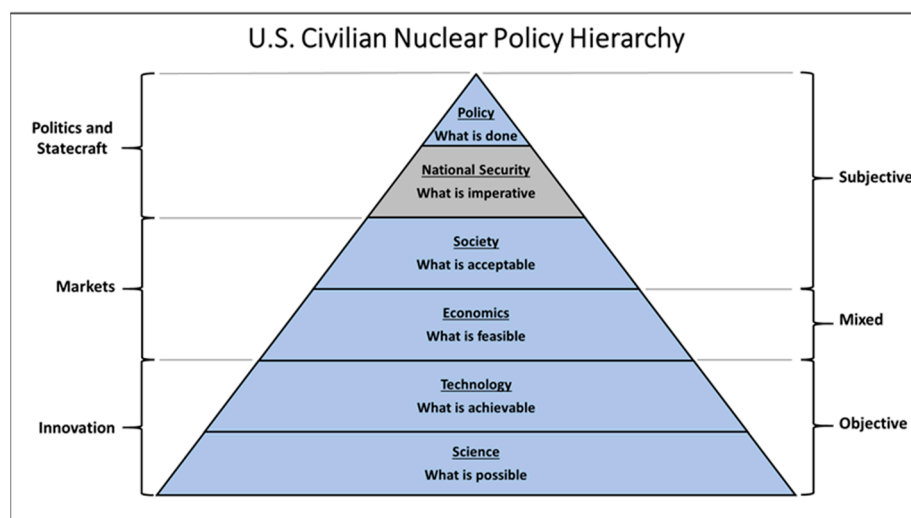 U.S. Civilian Nuclear Policy Hierarchy
Politics and
Statecraft
Markets
Innovation
Policy
What is done
National Security
What is imperative
Society
What is acceptable
Economics
What is feasible
Technology
What is achievable
Science
What is possible
Subjective
Mixed
Objective